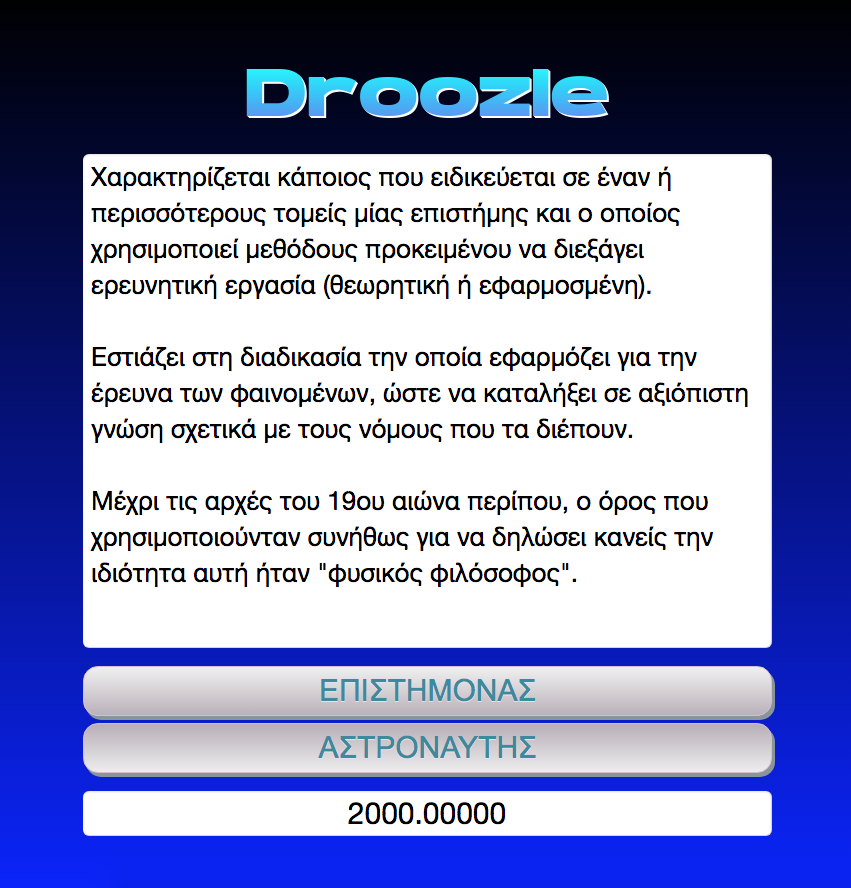 Droozle
Χαρακτηρίζεται κάποιος που ειδικεύεται σε έναν ή
περισσότερους τομείς μίας επιστήμης και ο οποίος
χρησιμοποιεί μεθόδους προκειμένου να διεξάγει
ερευνητική εργασία (θεωρητική ή εφαρμοσμένη).
Εστιάζει στη διαδικασία την οποία εφαρμόζει για την
έρευνα των φαινομένων, ώστε να καταλήξει σε αξιόπιστη
γνώση σχετικά με τους νόμους που τα διέπουν.
Μέχρι τις αρχές του 19ου αιώνα περίπου, ο όρος που
χρησιμοποιούνταν συνήθως για να δηλώσει κανείς την
ιδιότητα αυτή ήταν "φυσικός φιλόσοφος".
ΕΠΙΣΤΗΜΟΝΑΣ
ΑΣΤΡΟΝΑΥΤΗΣ
2000.00000